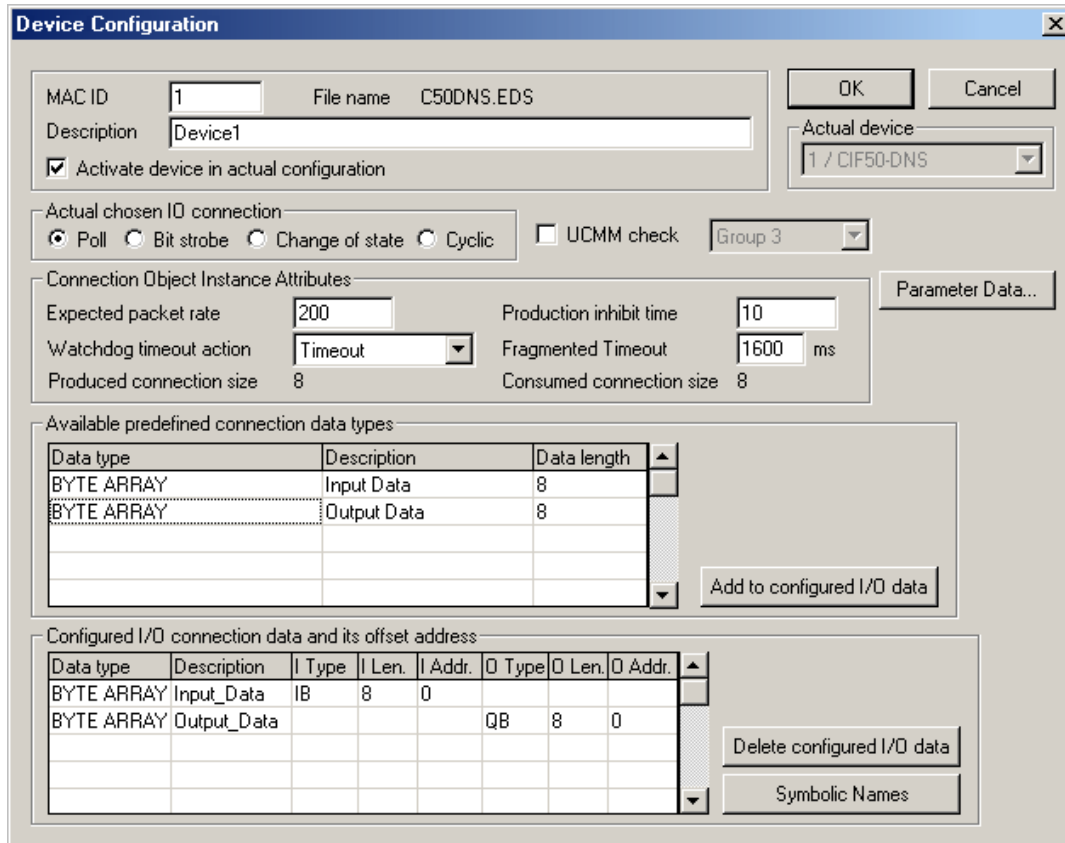 Device Configuration
MAC ID 1 File name C50DNS.EDS
OK Cancel
Description Device1
Actual device
1 / CIF50-DNS
Activate device in actual configuration
Actual chosen IO connection
Poll Bit strobe Change of state Cyclic
UCMM check Group 3
Connection Object Instance Attributes
Parameter Data...
Expected packet rate 200 Production inhibit time 10
Watchdog timeout action Timeout Fragmented Timeout 1600 ms
Produced connection size 8 Consumed connection size 8
Available predefined connection data types
Data type Description Data length
BYTE ARRAY Input Data 8
BYTE ARRAY Output Data 8
Add to configured I/O data
Configured I/O connection data and its offset address
Data type Description I Type I Len. I Addr. O Type O Len. O Addr.
BYTE ARRAY Input_Data IB 8 0
BYTE ARRAY Output_Data QB 8 0
Delete configured I/O data
Symbolic Names